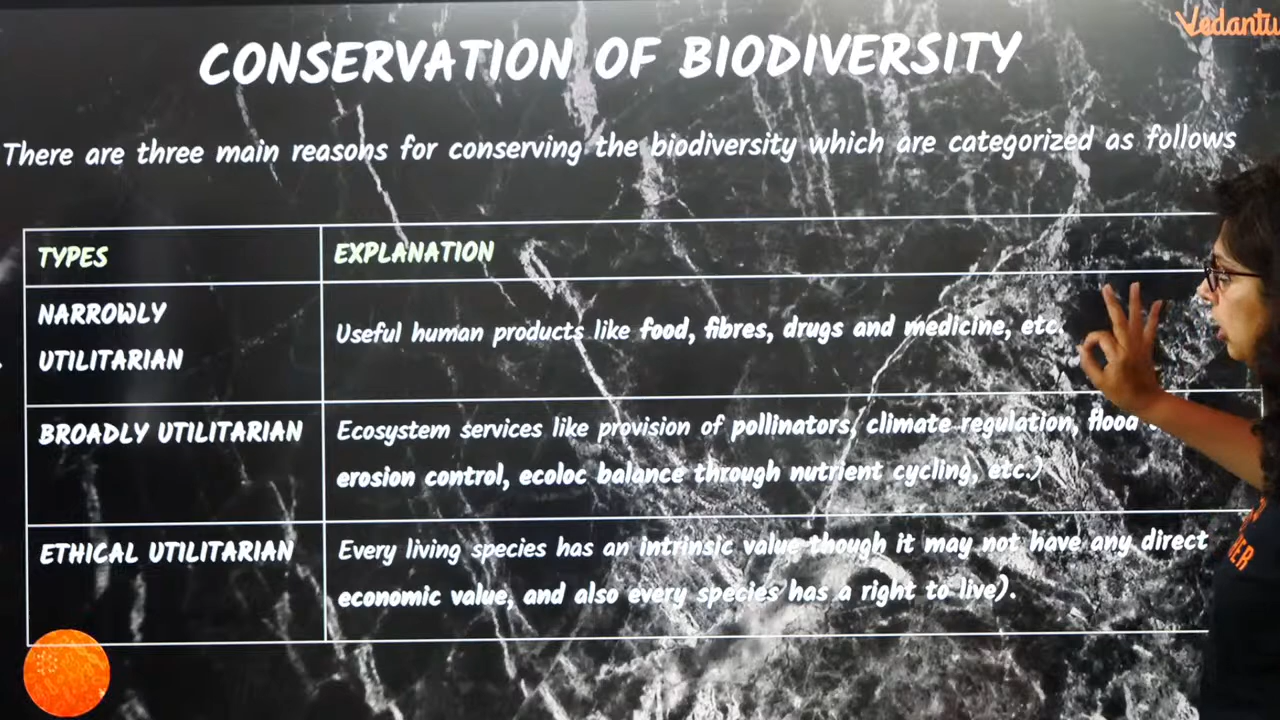 Vedantu
CONSERVATION OF BIODIVERSITY
There are three main reasons for conserving the biodiversity which are categorized as follows
TYPES
EXPLANATION
NARROWLY
UTILITARIAN
Useful human products like food, fibres, drugs and medicine, etc.
BROADLY UTILITARIAN
Ecosystem services like provision of pollinators, climate regulation, flood
erosion control, ecoloc balance through nutrient cycling, etc.)
ETHICAL UTILITARIAN
Every living species has an intrinsic value though it may not have any direct
economic value, and also every species has a right to live).